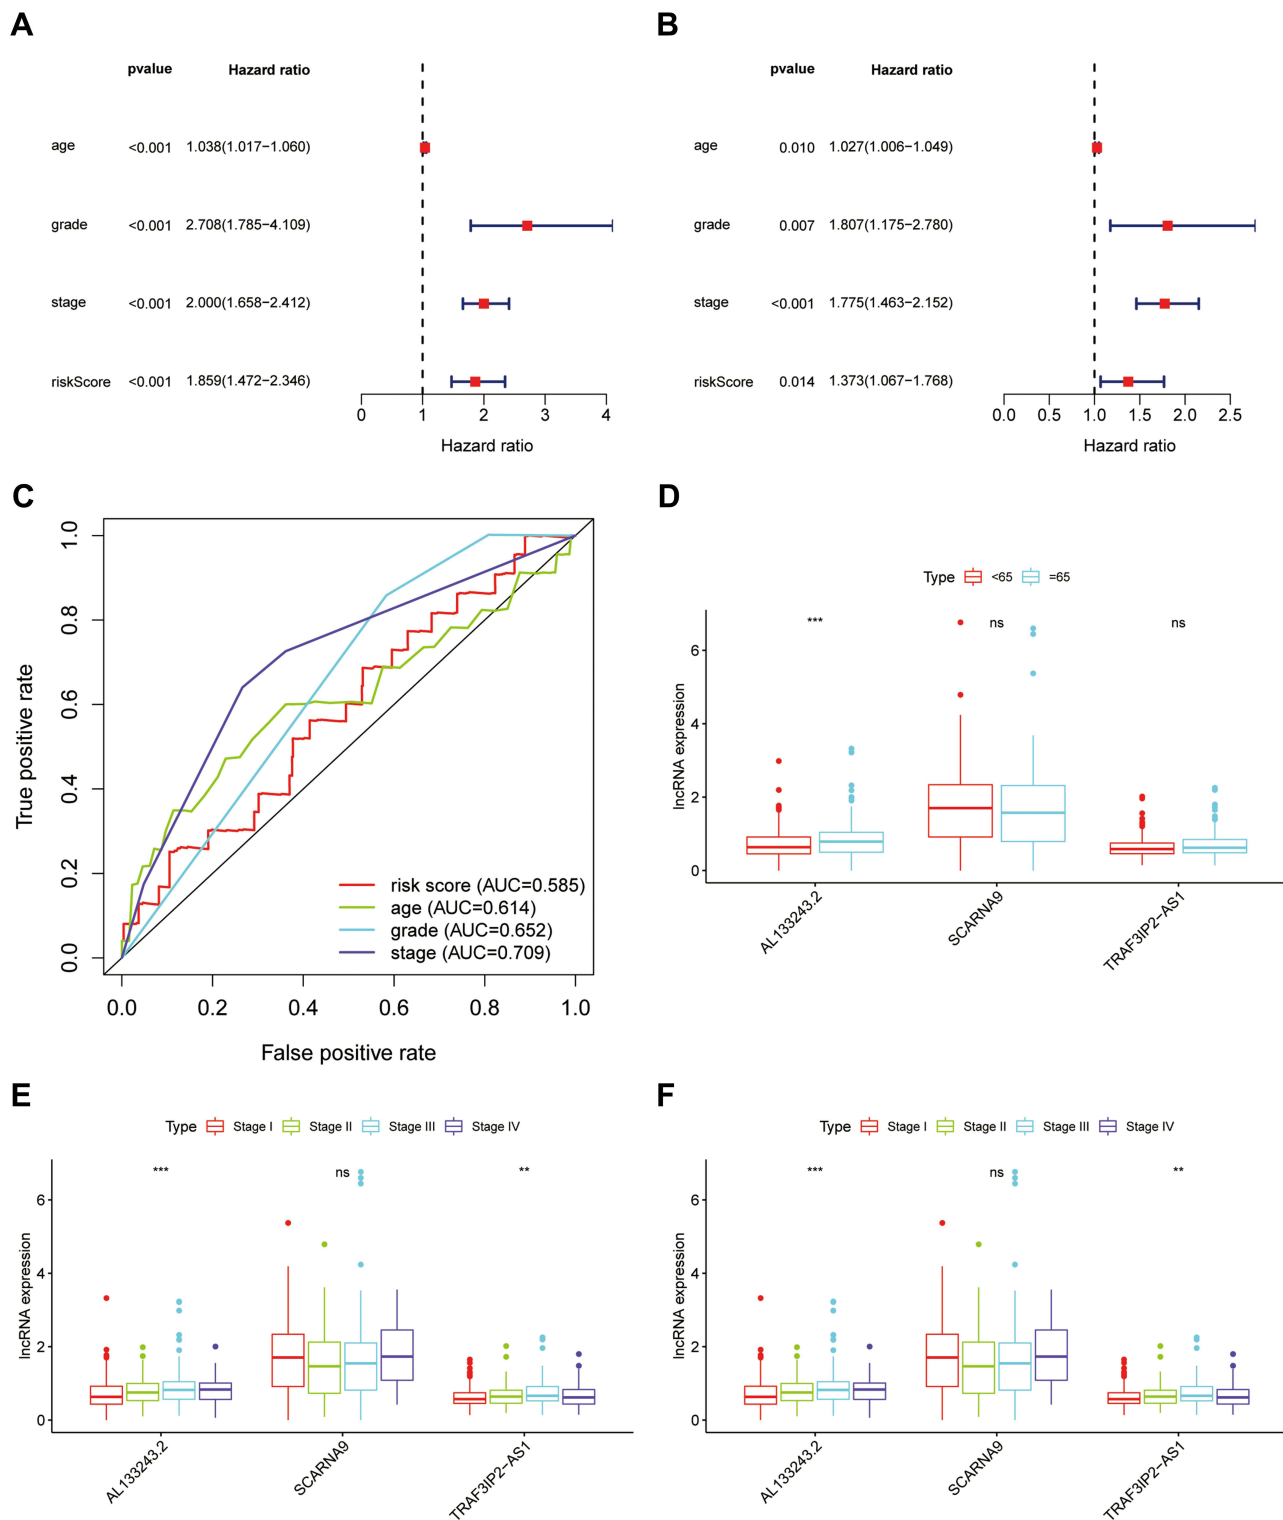 A
pvalue Hazard ratio
age <0.001 1.038(1.017−1.060)
grade <0.001 2.708(1.785−4.109)
stage <0.001 2.000(1.658−2.412)
riskScore <0.001 1.859(1.472−2.346)
0 1 2 3 4
Hazard ratio
B
pvalue Hazard ratio
age 0.010 1.027(1.006−1.049)
grade 0.007 1.807(1.175−2.780)
stage <0.001 1.775(1.463−2.152)
riskScore 0.014 1.373(1.067−1.768)
0.0 0.5 1.0 1.5 2.0 2.5
Hazard ratio
C
True positive rate
1.0
0.8
0.6
0.4
0.2
0.0
risk score (AUC=0.585)
age (AUC=0.614)
grade (AUC=0.652)
stage (AUC=0.709)
0.0 0.2 0.4 0.6 0.8 1.0
False positive rate
D
Type <65 =65
*** ns ns
lncRNA expression
6
4
2
0
AL133243.2
SCARNA9
TRAF3IP2−AS1
E
Type Stage I Stage II Stage III Stage IV
*** ns **
lncRNA expression
6
4
2
0
AL133243.2
SCARNA9
TRAF3IP2−AS1
F
Type Stage I Stage II Stage III Stage IV
*** ns **
lncRNA expression
6
4
2
0
AL133243.2
SCARNA9
TRAF3IP2−AS1